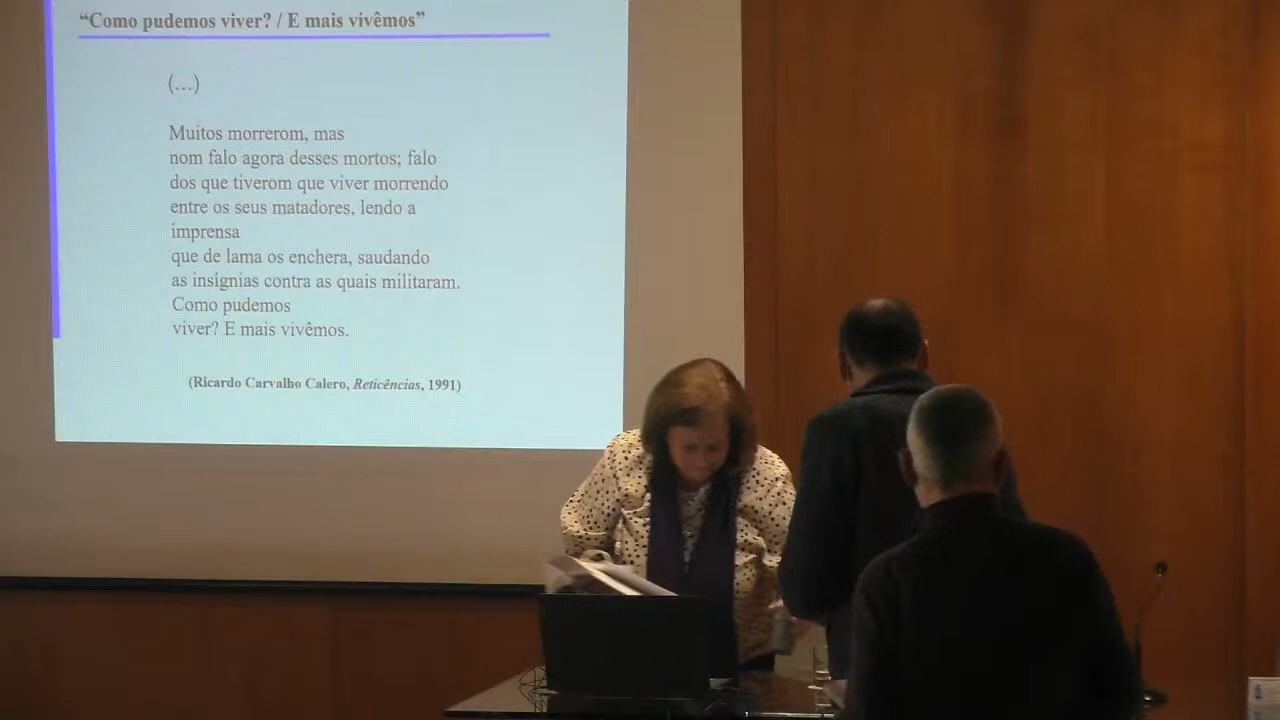 “Como pudemos viver? / E mais vivêmos”
(…)
Muitos morrerom, mas
nom falo agora desses mortos; falo
dos que tiverom que viver morrendo
entre os seus matadores, lendo a
imprensa
que de lama os enchera, saudando
as insígnias contra as quais militaram.
Como pudemos
viver? E mais vivêmos.
(Ricardo Carvalho Calero, Reticências, 1991)